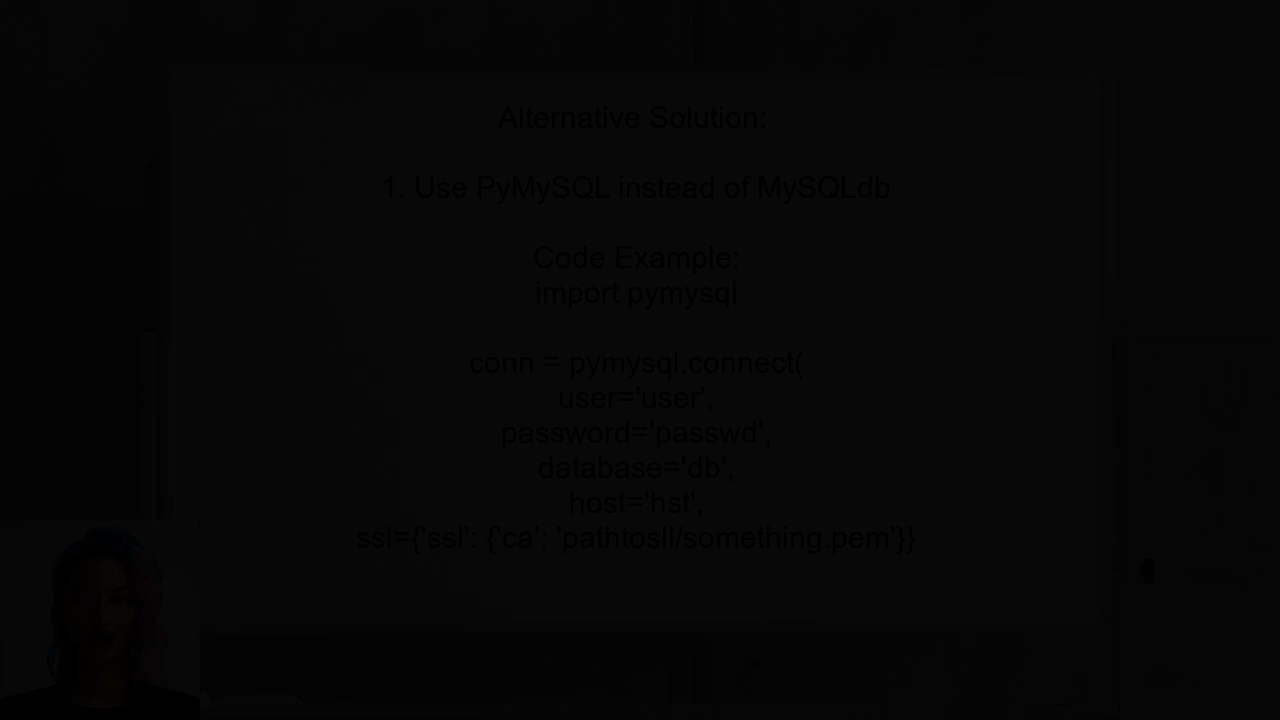 Alternative Solution:
1. Use PyMySQL instead of MySQLdb
Code Example:
import pymysql
conn = pymysql.connect(
user='user',
password='passwd',
database='db',
host='hst',
ssl={'ssl': {'ca': 'pathtosll/something.pem'}}